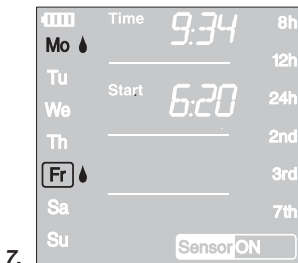 Time 9:34 8h
Mo
12h
Tu
Start 6:20 24h
We
Th 2nd
Fr 3rd
Sa 7th
Su Sensor ON
7.